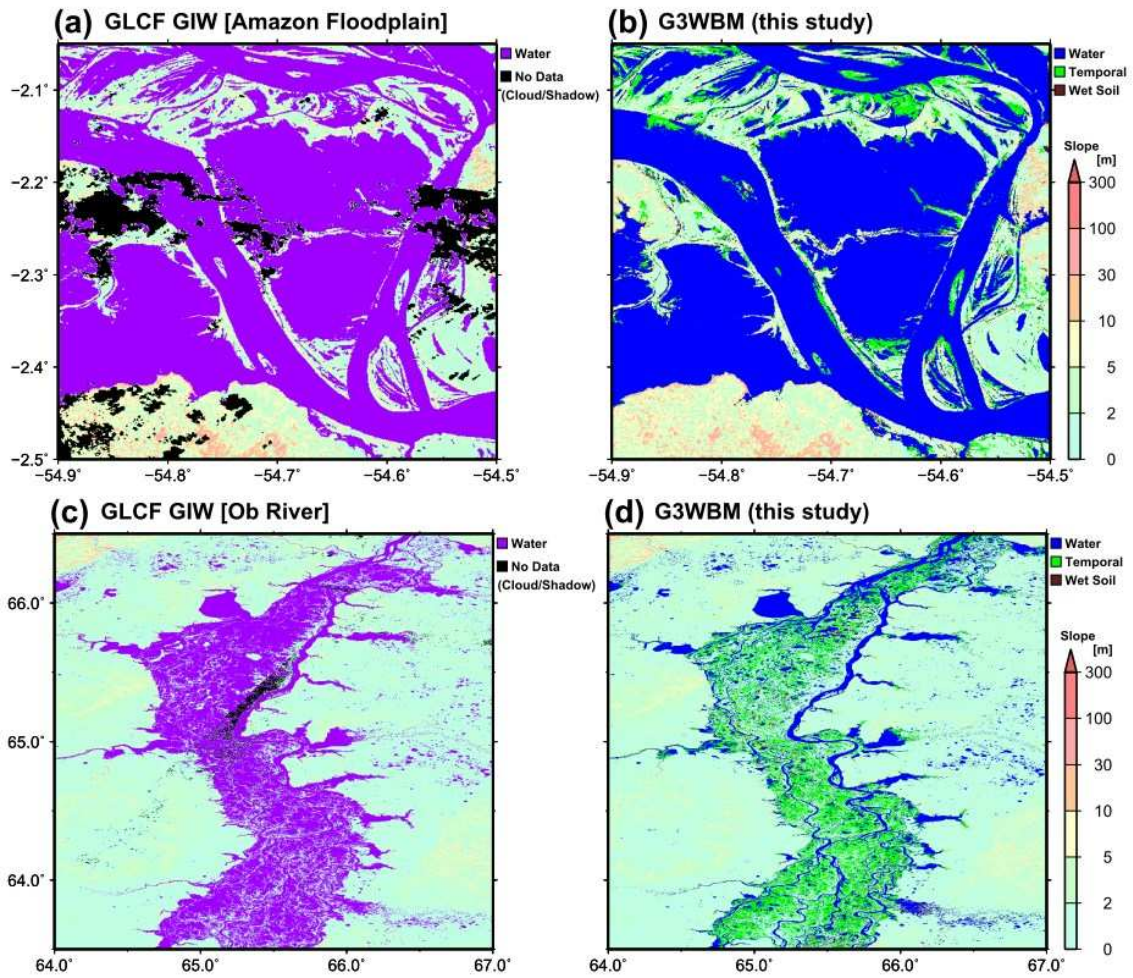 (a) GLCF GIW [Amazon Floodplain]
Water
No Data
(Cloud/Shadow)
−2.1˚
−2.2˚
−2.3˚
−2.4˚
−2.5˚
−54.9˚
−54.8˚
−54.7˚
−54.6˚
−54.5˚
(b) G3WBM (this study)
Water
Temporal
Wet Soil
Slope
[m]
300
100
30
10
5
2
0
−54.9˚
−54.8˚
−54.7˚
−54.6˚
−54.5˚
(c) GLCF GIW [Ob River]
Water
No Data
(Cloud/Shadow)
66.0˚
65.0˚
64.0˚
64.0˚
65.0˚
66.0˚
67.0˚
(d) G3WBM (this study)
Water
Temporal
Wet Soil
Slope
[m]
300
100
30
10
5
2
0
64.0˚
65.0˚
66.0˚
67.0˚